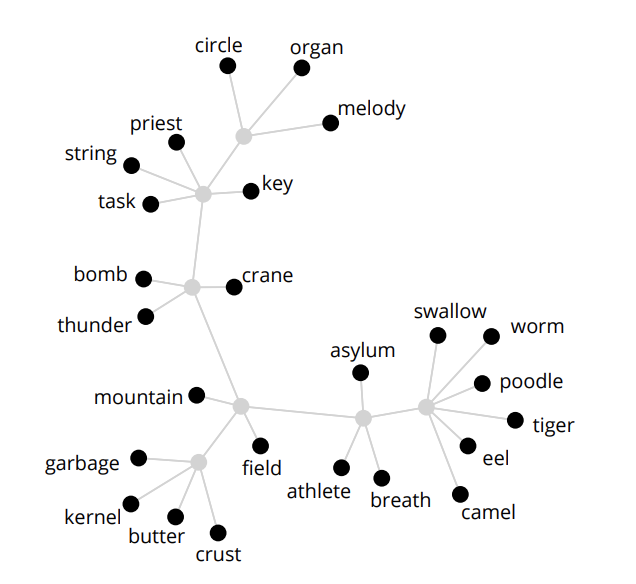 circle
organ
melody
priest
string
key
task
bomb
crane
thunder
swallow
worm
asylum
poodle
mountain
tiger
garbage
field
eel
athlete
breath
camel
kernel
butter
crust